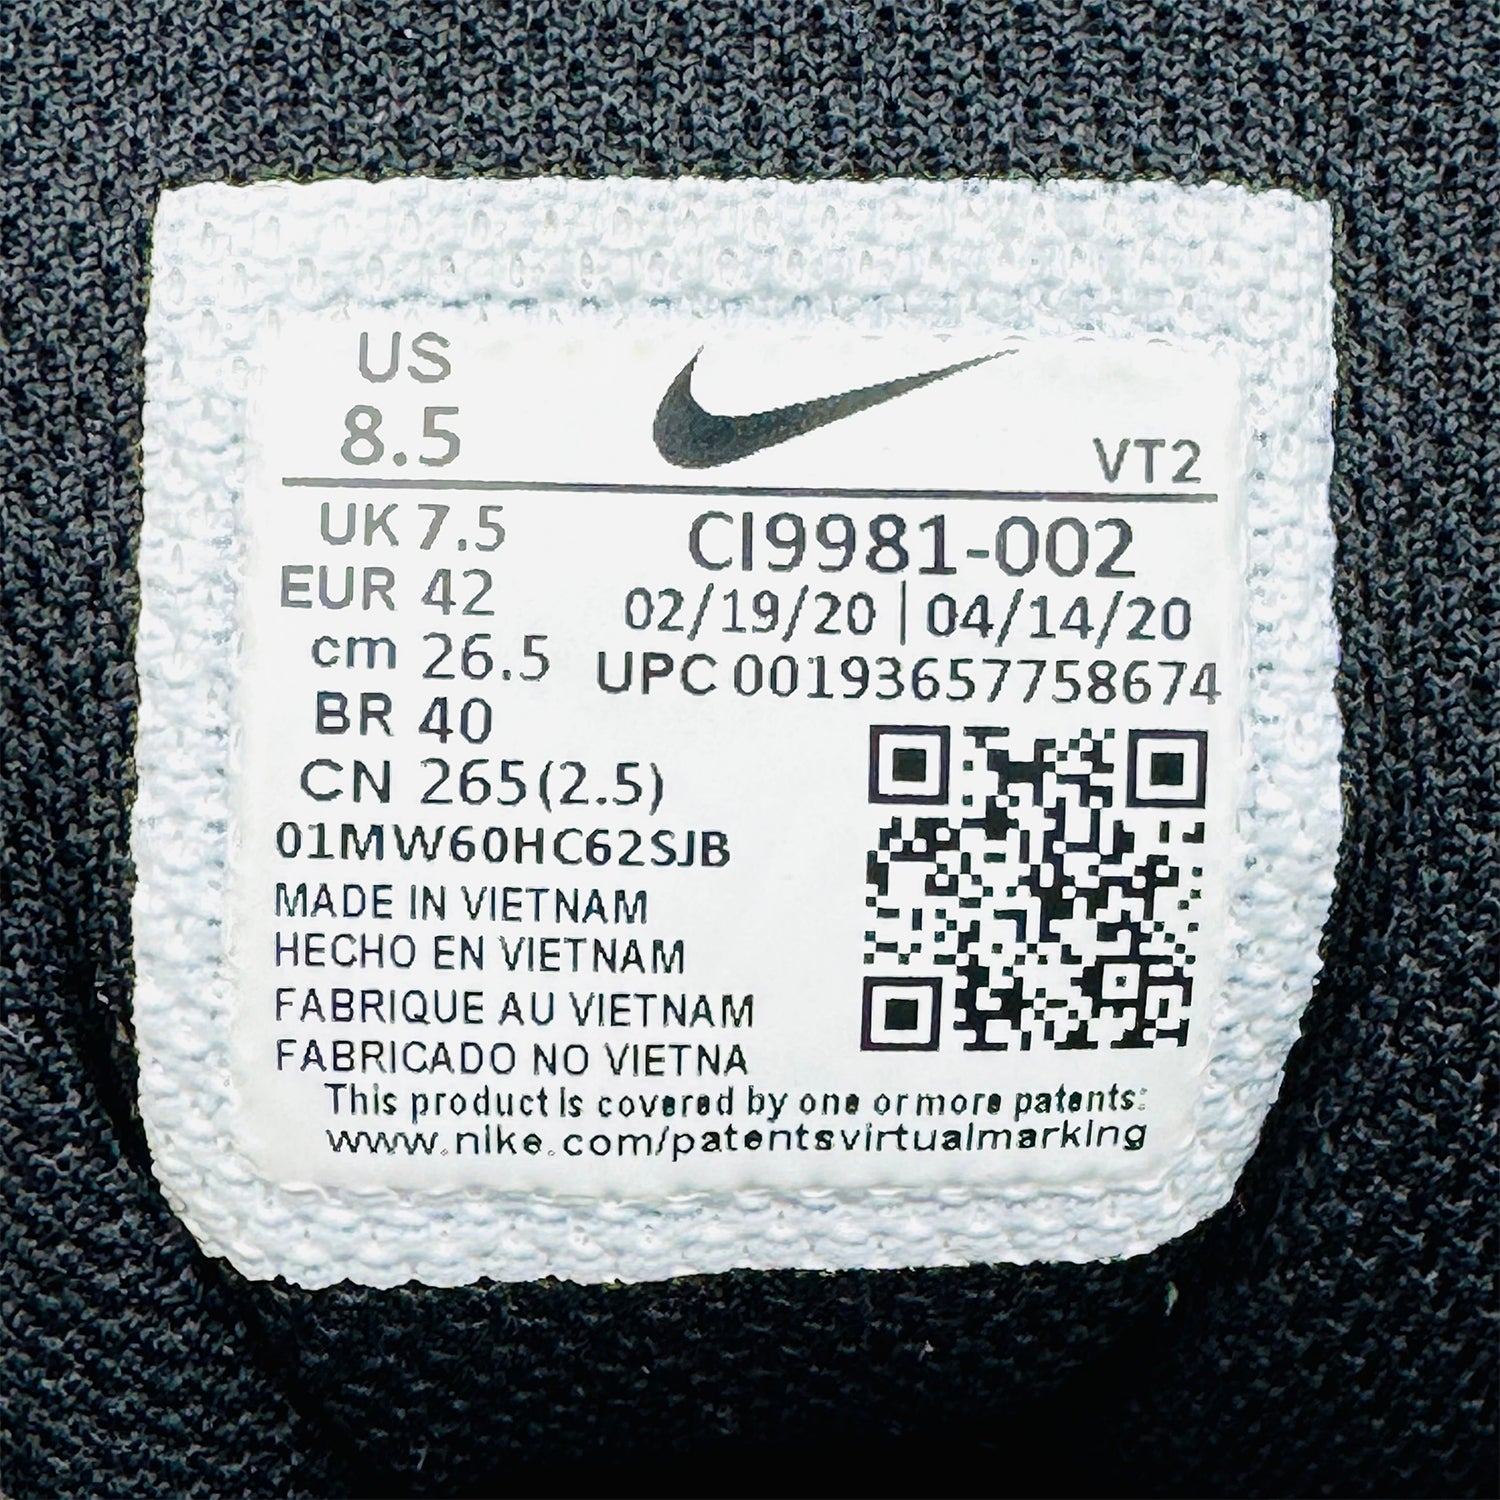 US
8.5
VT2
UK 7.5
CI9981-002
EUR 42
02/19/20 | 04/14/20
cm 26.5
UPC 00193657758674
BR 40
CN 265(2.5)
01MW60HC62SJB
MADE IN VIETNAM
HECHO EN VIETNAM
FABRIQUE AU VIETNAM
FABRICADO NO VIETNA
This product is covered by one or more patents:
www.nike.com/patentsvirtualmarking